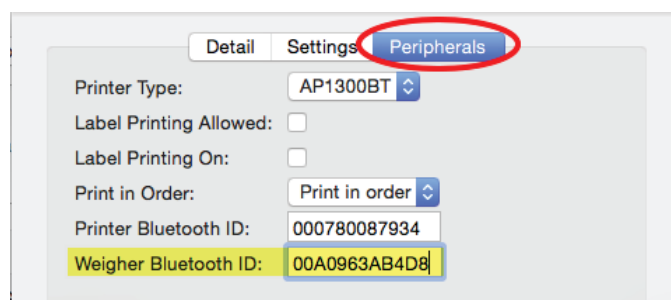 Detail Settings Peripherals
Printer Type: AP1300BT
Label Printing Allowed:
Label Printing On:
Print in Order: Print in order
Printer Bluetooth ID: 000780087934
Weigher Bluetooth ID: 00A0963AB4D8